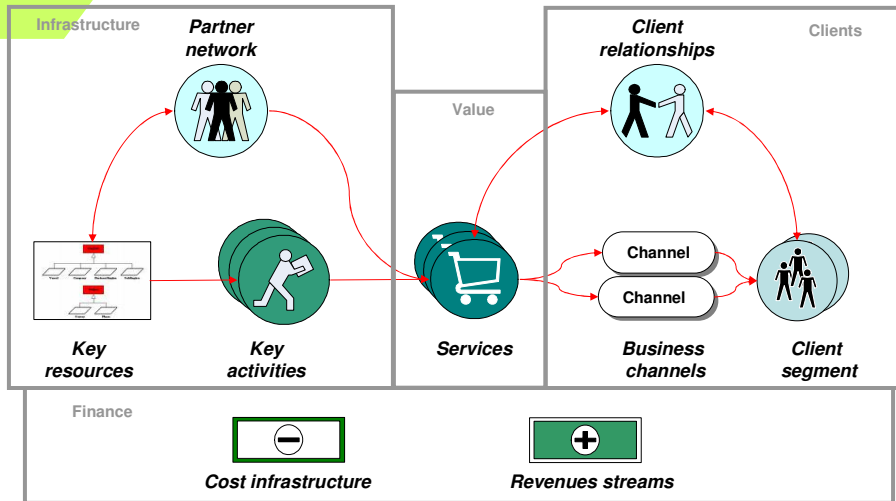 Infrastructure
Partner
network
Client
relationships
Clients
Value
Channel
Channel
Key
resources
Key
activities
Services
Business
channels
Client
segment
Finance
Cost infrastructure
Revenues streams